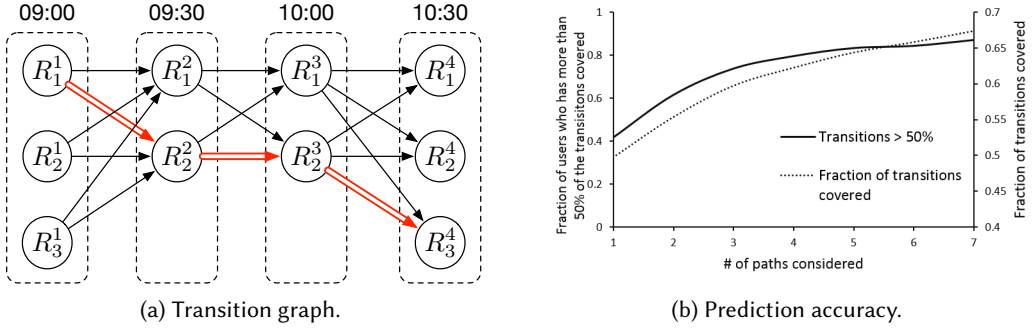 09:00 09:30 10:00 10:30
R_1^1 R_1^2 R_1^3 R_1^4
R_2^1 R_2^2 R_2^3 R_2^4
R_3^1 R_3^4
(a) Transition graph.
Fraction of users who has more than
50% of the transisitons covered
1
0.8
0.6
0.4
0.2
0
0.7
0.65
0.6
0.55
0.5
0.45
0.4
Fraction of transitions
covered
Transitions > 50%
Fraction of transitions
covered
1 2 3 4 5 6 7
# of paths considered
(b) Prediction accuracy.